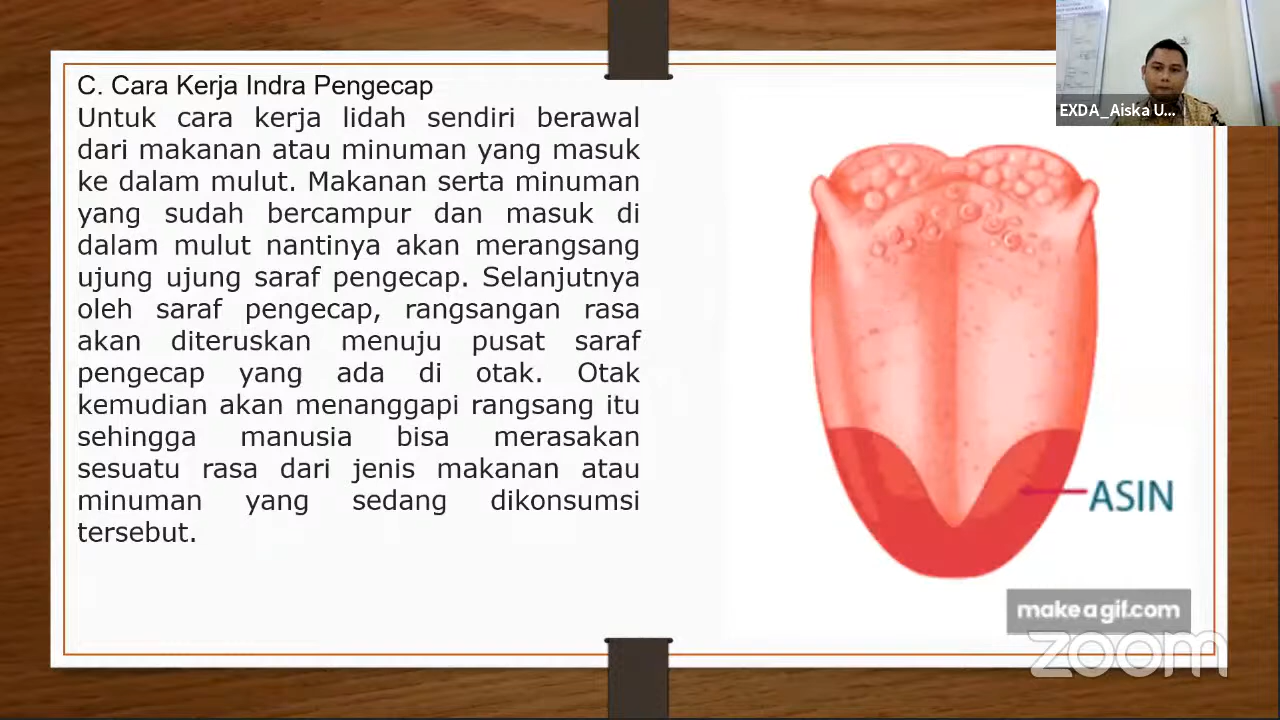 C. Cara Kerja Indra Pengecap
Untuk cara kerja lidah sendiri berawal
dari makanan atau minuman yang masuk
ke dalam mulut. Makanan serta minuman
yang sudah bercampur dan masuk di
dalam mulut nantinya akan merangsang
ujung ujung saraf pengecap. Selanjutnya
oleh saraf pengecap, rangsangan rasa
akan diteruskan menuju pusat saraf
pengecap yang ada di otak. Otak
kemudian akan menanggapi rangsang itu
sehingga manusia bisa merasakan
sesuatu rasa dari jenis makanan atau
minuman yang sedang dikonsumsi
tersebut.
EXDA_Aiska U...
ASIN
makeagif.com
zoom